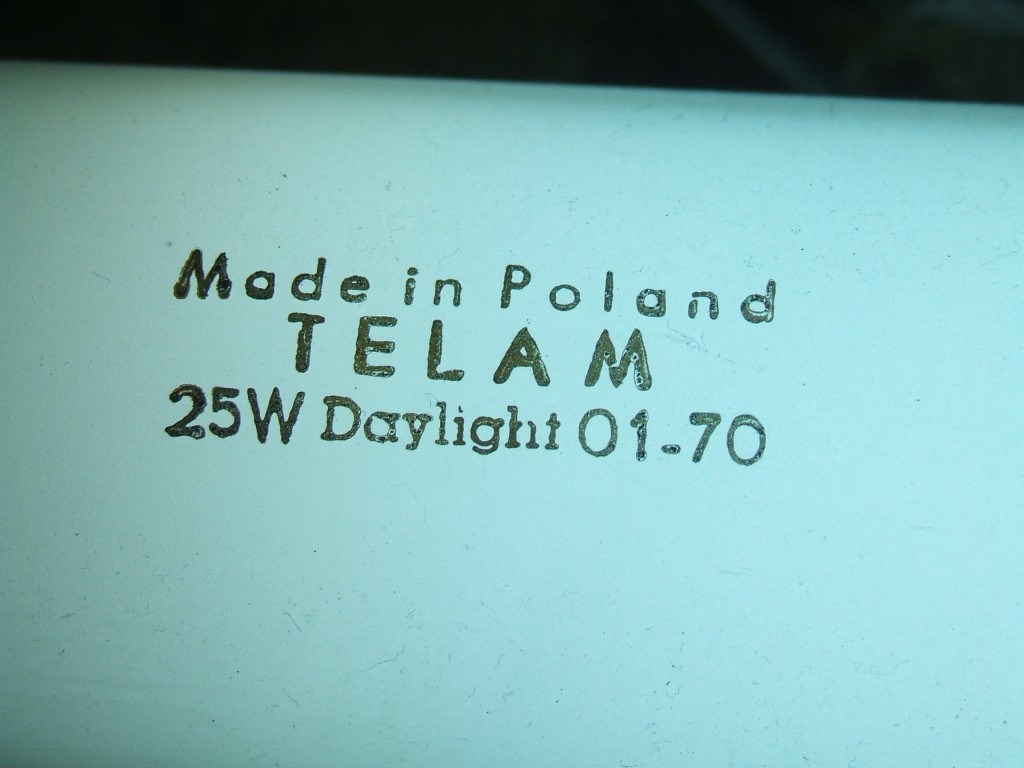 Made in Poland
TELAM
25W Daylight 01-70